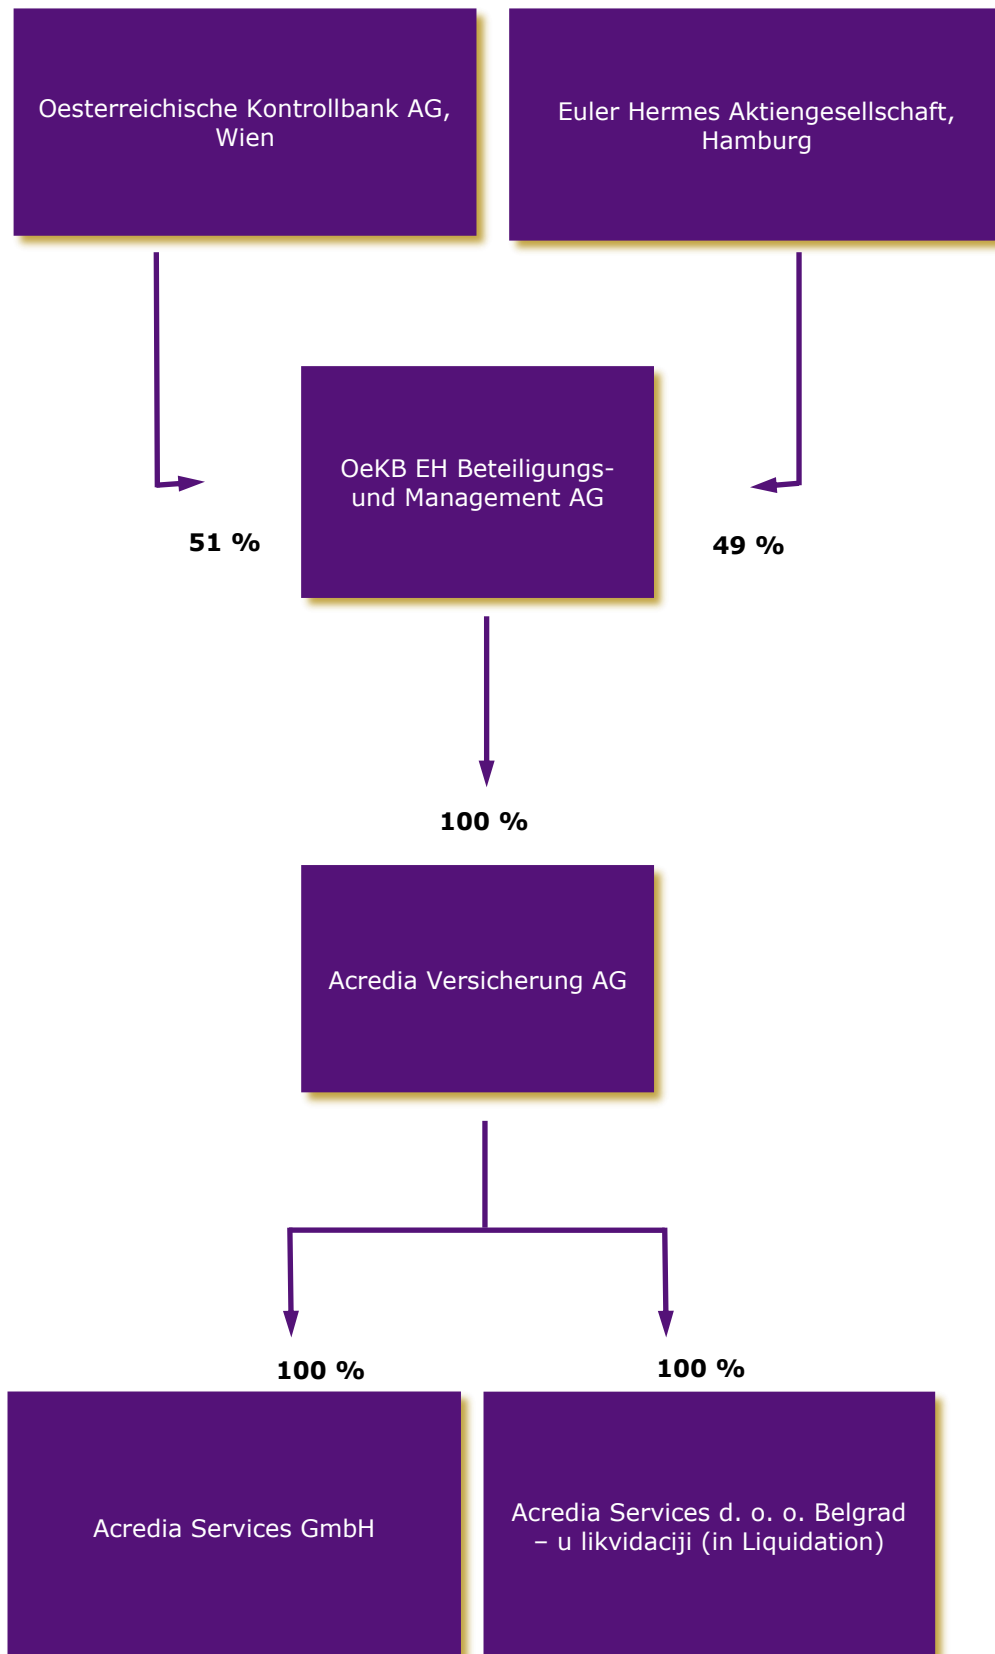 Oesterreichische Kontrollbank AG,
Wien
Euler Hermes Aktiengesellschaft,
Hamburg
OeKB EH Beteiligungs-
und Management AG
51 %
49 %
100 %
Acredia Versicherung AG
100 %
100 %
Acredia Services GmbH
Acredia Services d. o. o. Belgrad
– u likvidaciji (in Liquidation)